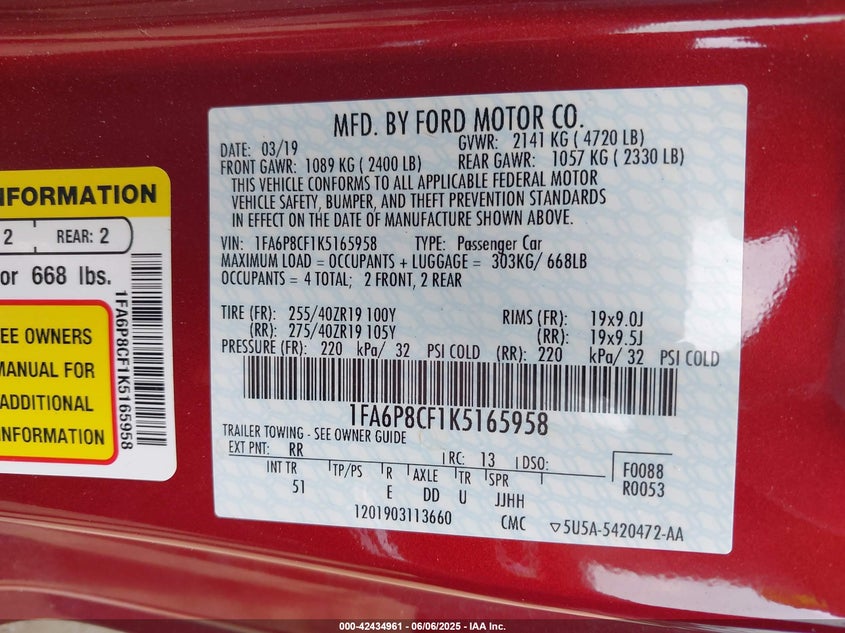 NFORMATION
2 REAR: 2
or 668 lbs.
EE OWNERS
MANUAL FOR
ADDITIONAL
INFORMATION
1FA6P8CF1K5165958
MFD. BY FORD MOTOR CO.
DATE: 03/19 GVWR: 2141 KG ( 4720 LB)
FRONT GAWR: 1089 KG ( 2400 LB) REAR GAWR: 1057 KG ( 2330 LB)
THIS VEHICLE CONFORMS TO ALL APPLICABLE FEDERAL MOTOR
VEHICLE SAFETY, BUMPER, AND THEFT PREVENTION STANDARDS
IN EFFECT ON THE DATE OF MANUFACTURE SHOWN ABOVE.
VIN: 1FA6P8CF1K5165958 TYPE: Passenger Car
MAXIMUM LOAD = OCCUPANTS + LUGGAGE = 303KG/ 668LB
OCCUPANTS = 4 TOTAL; 2 FRONT, 2 REAR
TIRE (FR): 255/40ZR19 100Y RIMS (FR): 19x9.0J
(RR): 275/40ZR19 105Y (RR): 19x9.5J
PRESSURE (FR): 220 kPa/ 32 PSI COLD (RR): 220 kPa/ 32 PSI COLD
1FA6P8CF1K5165958
TRAILER TOWING - SEE OWNER GUIDE
EXT PNT: RR RC: 13 DSO: F0088
R0053
INT TR TP/PS R AXLE TR SPR
51 E DD U JJHH
1201903113660 CMC ▽5U5A-5420472-AA
000-42434961 - 06/06/2025 - IAA Inc.